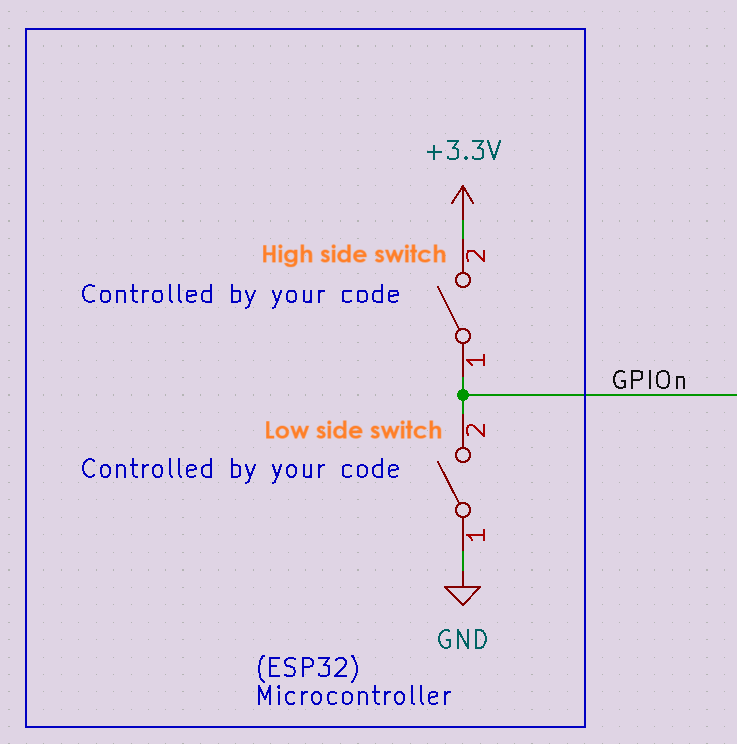 +3.3V
High side switch
2
Controlled by your code
1
GPIOn
Low side switch
2
Controlled by your code
1
GND
(ESP32)
Microcontroller